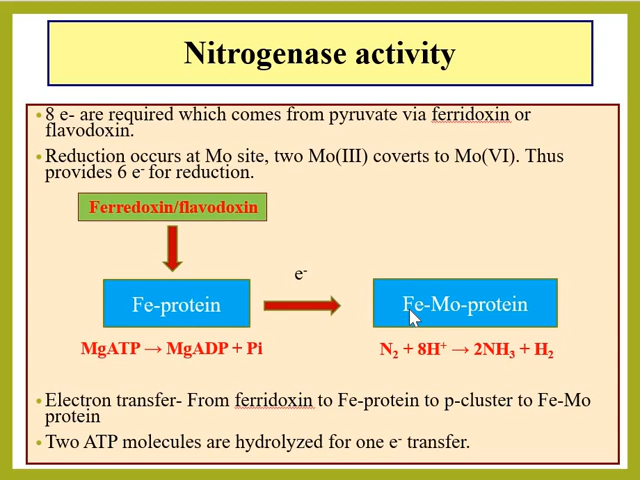 Nitrogenase activity
•8 e- are required which comes from pyruvate via ferridoxin or
flavodoxin.
•Reduction occurs at Mo site, two Mo(III) coverts to Mo(VI). Thus
provides 6 e⁻ for reduction.
Ferredoxin/flavodoxin
e⁻
Fe-protein
Fe-Mo-protein
MgATP → MgADP + Pi
N₂ + 8H⁺ → 2NH₃ + H₂
•Electron transfer- From ferridoxin to Fe-protein to p-cluster to Fe-Mo
protein
•Two ATP molecules are hydrolyzed for one e⁻ transfer.